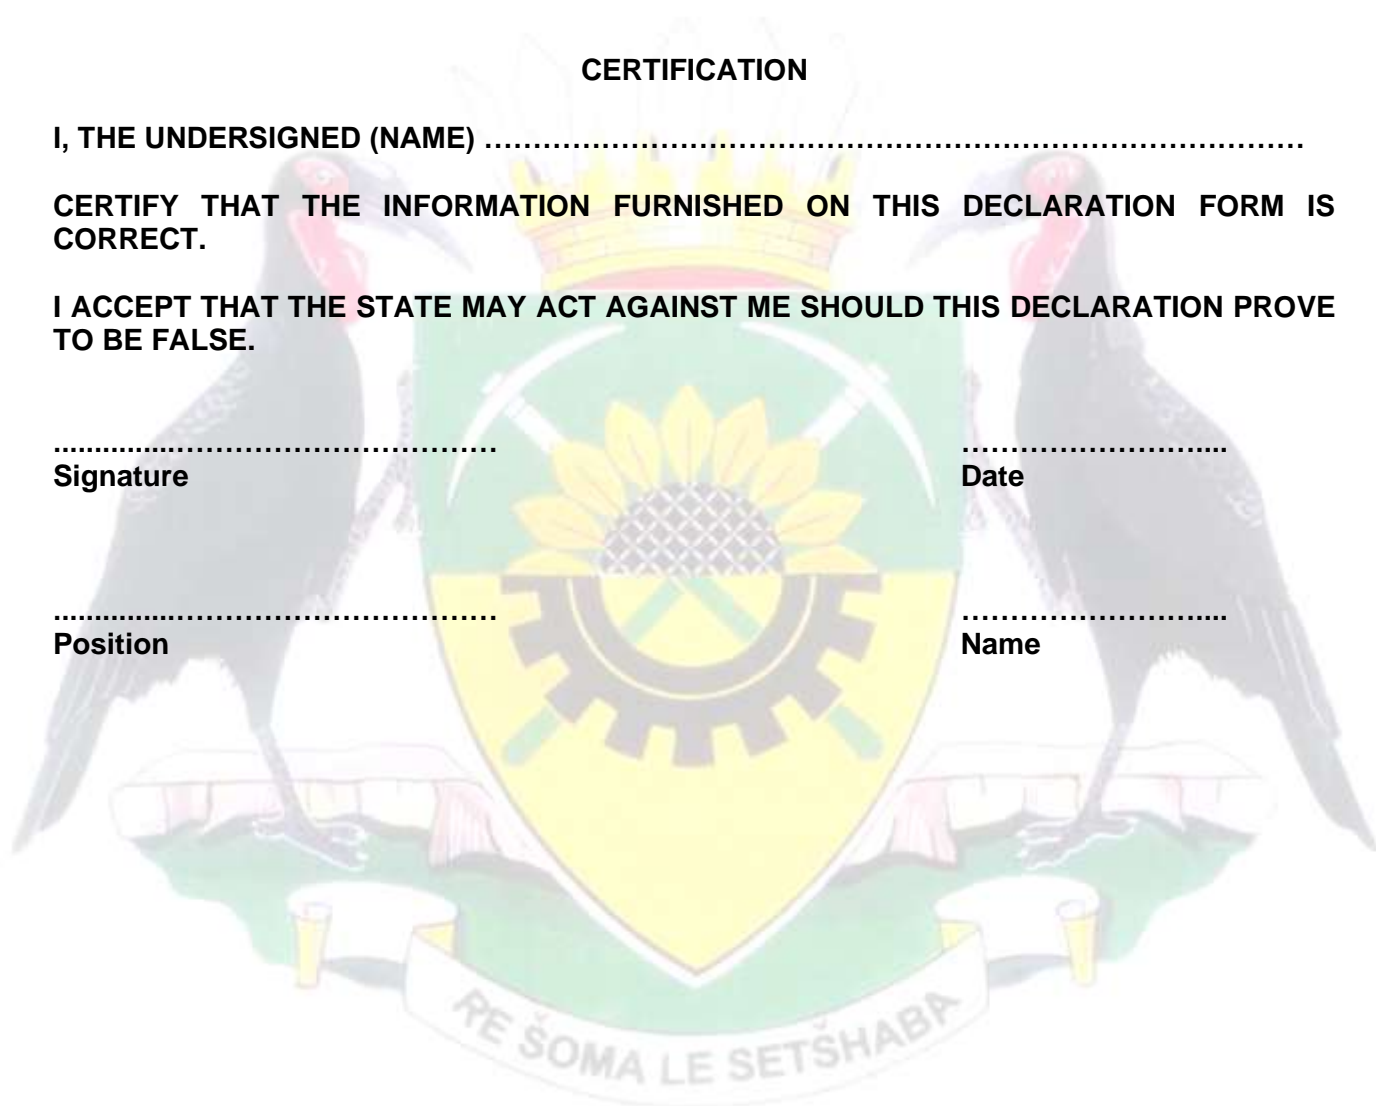 CERTIFICATION
I, THE UNDERSIGNED (NAME) ……………………………………………………………………………
CERTIFY THAT THE INFORMATION FURNISHED ON THIS DECLARATION FORM IS
CORRECT.
I ACCEPT THAT THE STATE MAY ACT AGAINST ME SHOULD THIS DECLARATION PROVE
TO BE FALSE.
...............…………………………… ……………………....
Signature Date
...............…………………………… ……………………....
Position Name
RE ŠOMA LE SETŠHABA